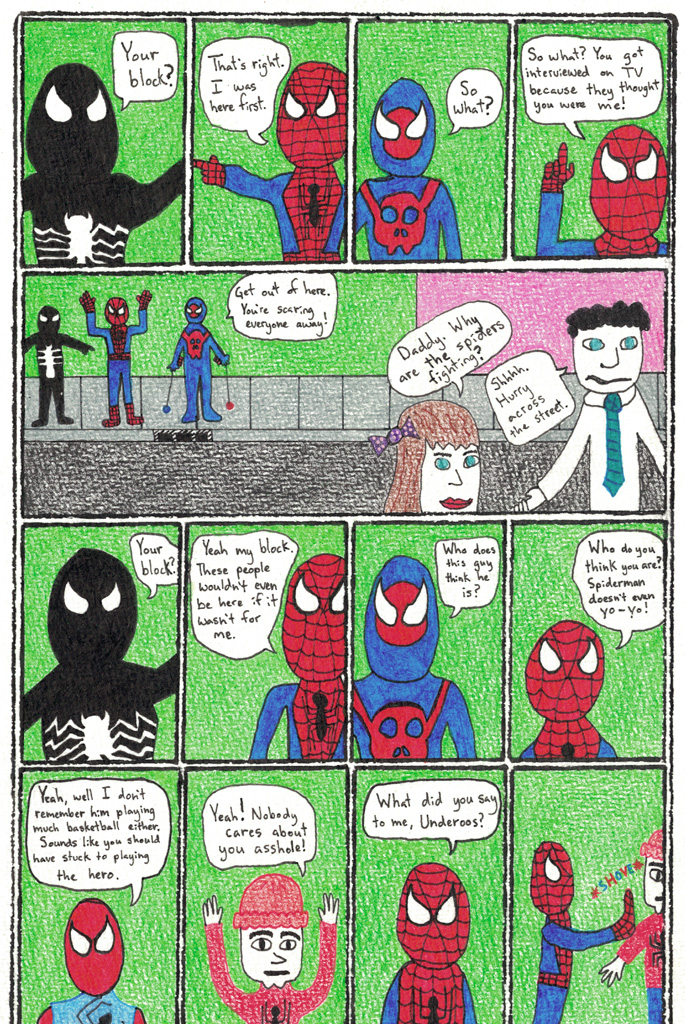 Your
block?
That's right.
I was
here first.
So
what?
So what? You got
interviewed on TV
because they thought
you were me!
Get out of here.
You're scaring
everyone away!
Daddy. Why
are the spiders
fighting?
Shhhh.
Hurry
across
the street.
Your
block?
Yeah my block.
These people
wouldn't even
be here if it
wasn't for
me.
Who does
this guy
think he
is?
Who do you
think you are?
Spiderman
doesn't even
yo-yo!
Yeah, well I don't
remember him playing
much basketball either.
Sounds like you should
have stuck to playing
the hero.
Yeah! Nobody
cares about
you asshole!
What did you say
to me, Underoos?
*SHOVE*